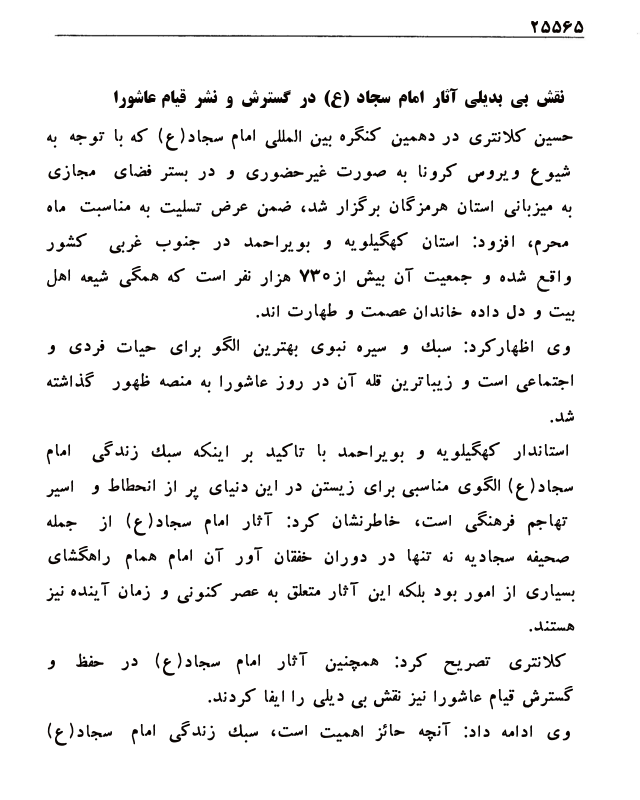 ۲۵۵۶۵
نقش بی بدیلی آثار امام سجاد (ع) در گسترش و نشر قیام عاشورا
حسین کلانتری در دهمین کنگره بین المللی امام سجاد(ع) که با توجه به
شیوع ویروس کرونا به صورت غیرحضوری و در بستر فضای مجازی
به میزبانی استان هرمزگان برگزار شد، ضمن عرض تسلیت به مناسبت ماه
محرم، افزود: استان کهگیلویه و بویراحمد در جنوب غربی کشور
واقع شده و جمعیت آن بیش از ۷۳۰ هزار نفر است که همگی شیعه اهل
بیت و دل داده خاندان عصمت و طهارت اند.
وی اظهارکرد: سبك و سیره نبوی بهترین الگو برای حیات فردی و
اجتماعی است و زیباترین قله آن در روز عاشورا به منصه ظهور گذاشته
شد.
استاندار کهگیلویه و بویراحمد با تاکید بر اینکه سبك زندگی امام
سجاد(ع) الگوی مناسبی برای زیستن در این دنیای پر از انحطاط و اسیر
تهاجم فرهنگی است، خاطرنشان کرد: آثار امام سجاد(ع) از جمله
صحیفه سجادیه نه تنها در دوران خفقان آور آن امام همام راهگشای
بسیاری از امور بود بلکه این آثار متعلق به عصر کنونی و زمان آینده نیز
هستند.
کلانتری تصریح کرد: همچنین آثار امام سجاد(ع) در حفظ و
گسترش قیام عاشورا نیز نقش بی دیلی را ایفا کردند.
وی ادامه داد: آنچه حائز اهمیت است، سبك زندگی امام سجاد(ع)